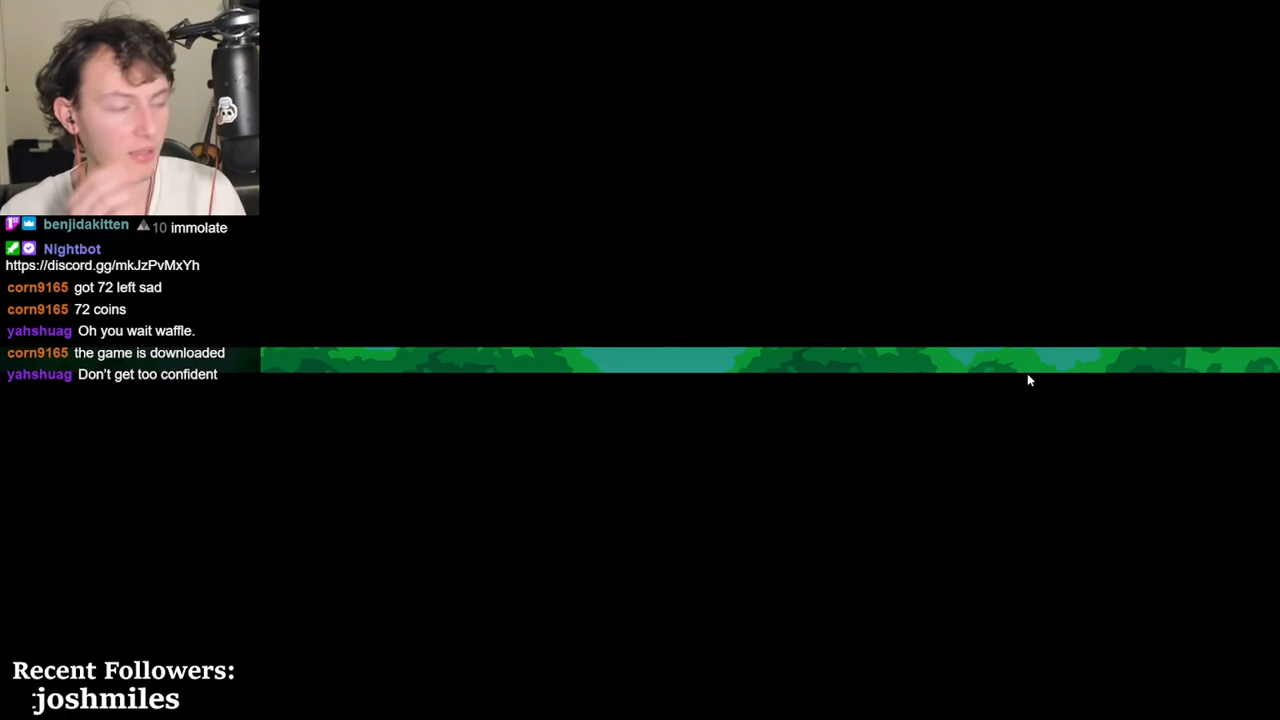 benjidakitten 10 immolate
Nightbot
https://discord.gg/mkJzPvMxYh
corn9165 got 72 left sad
corn9165 72 coins
yahshuag Oh you wait waffle.
corn9165 the game is downloaded
yahshuag Don't get too confident
Recent Followers:
:joshmiles